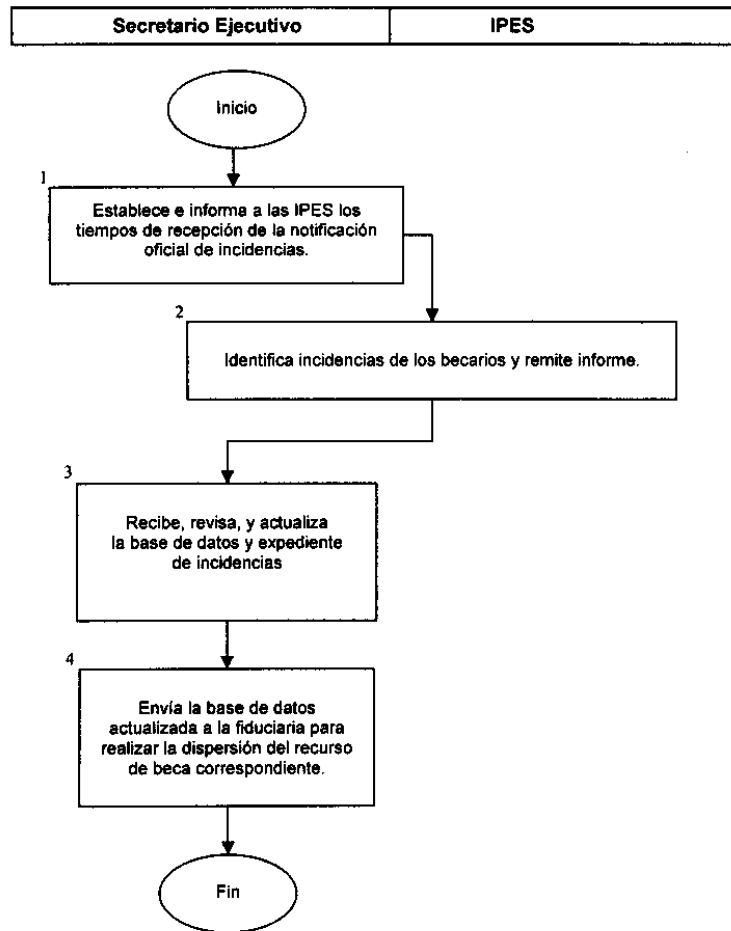 Secretario Ejecutivo
IPES
Inicio
1
Establece e informa a las IPES los
tiempos de recepción de la notificación
oficial de incidencias.
2
Identifica incidencias de los becarios y remite informe.
3
Recibe, revisa, y actualiza
la base de datos y expediente
de incidencias
4
Envía la base de datos
actualizada a la fiduciaria para
realizar la dispersión del recurso
de beca correspondiente.
Fin